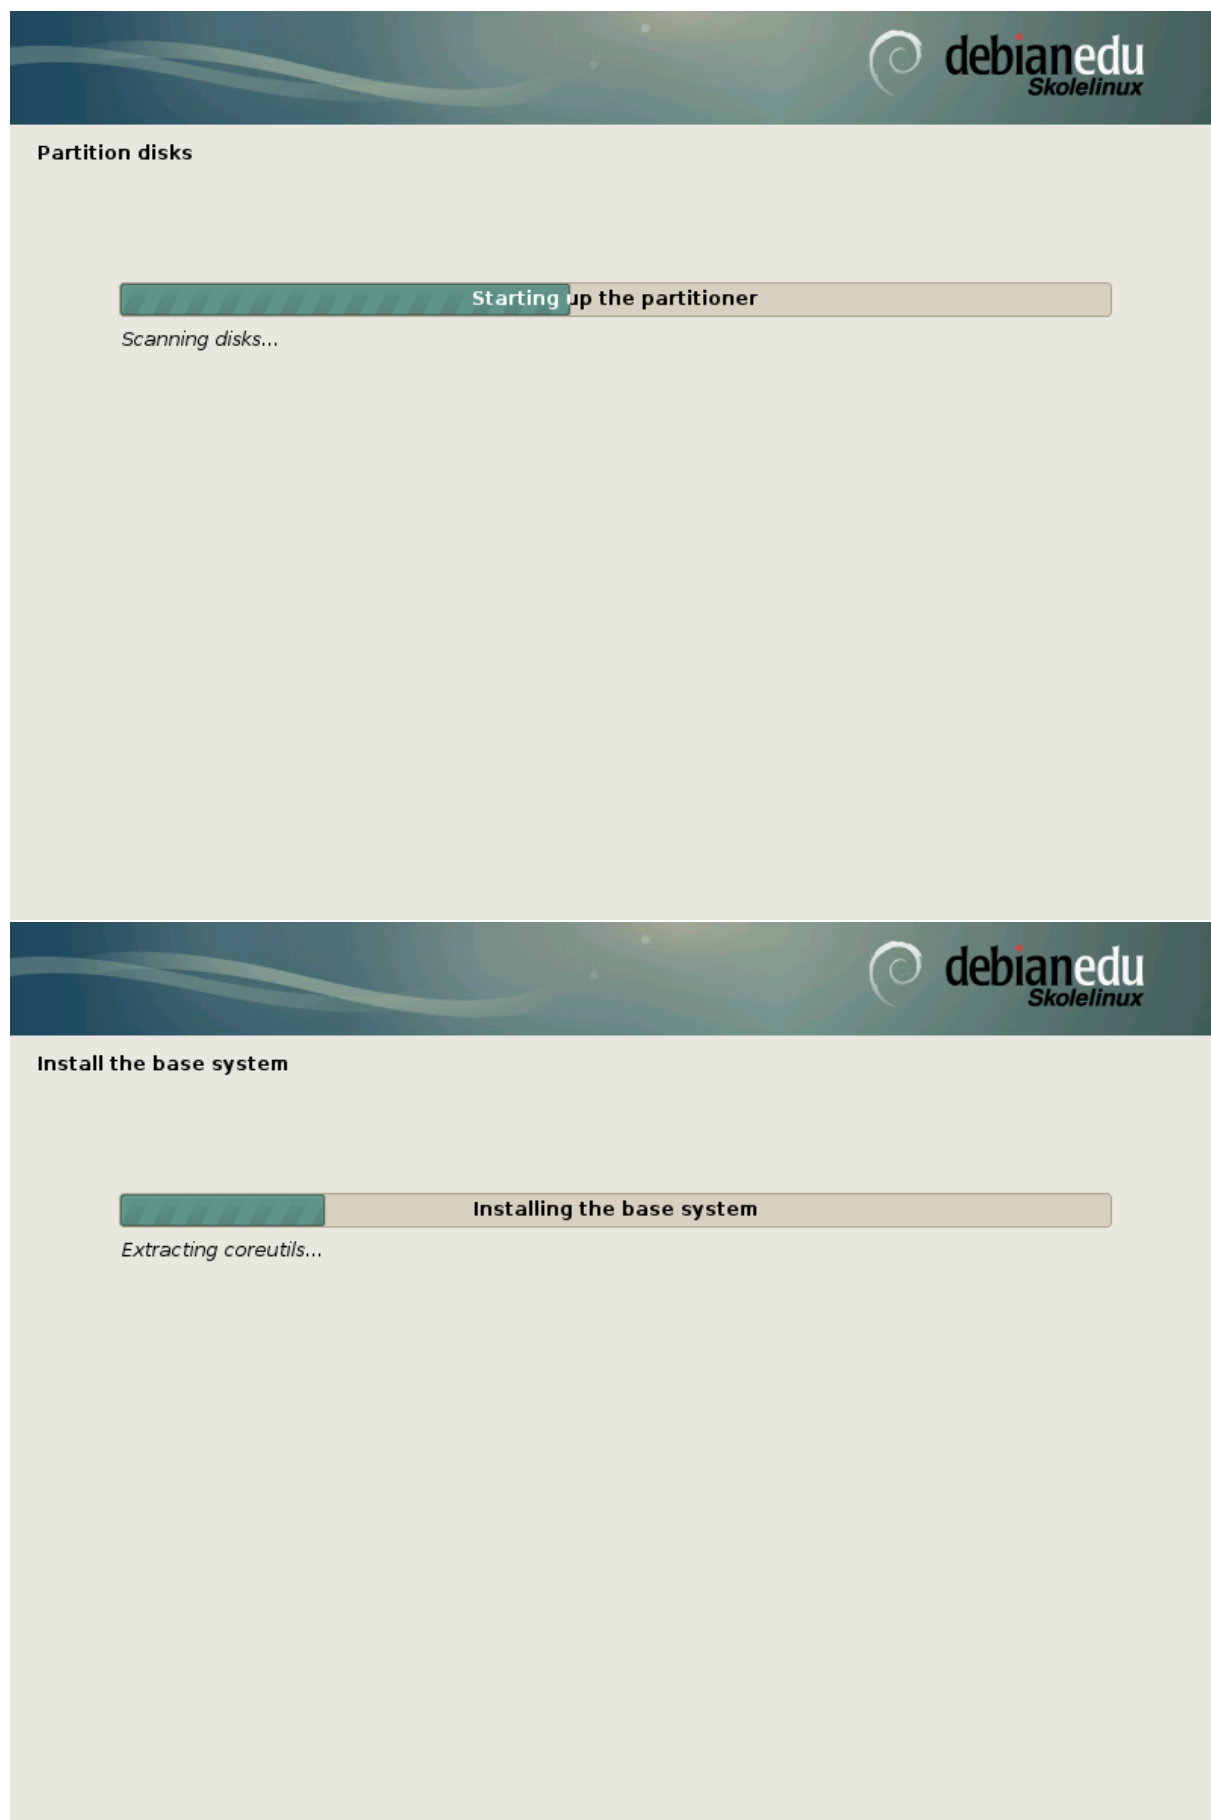 debianedu
Skolelinux
Partition disks
Starting up the partitioner
Scanning disks...
debianedu
Skolelinux
Install the base system
Installing the base system
Extracting coreutils...